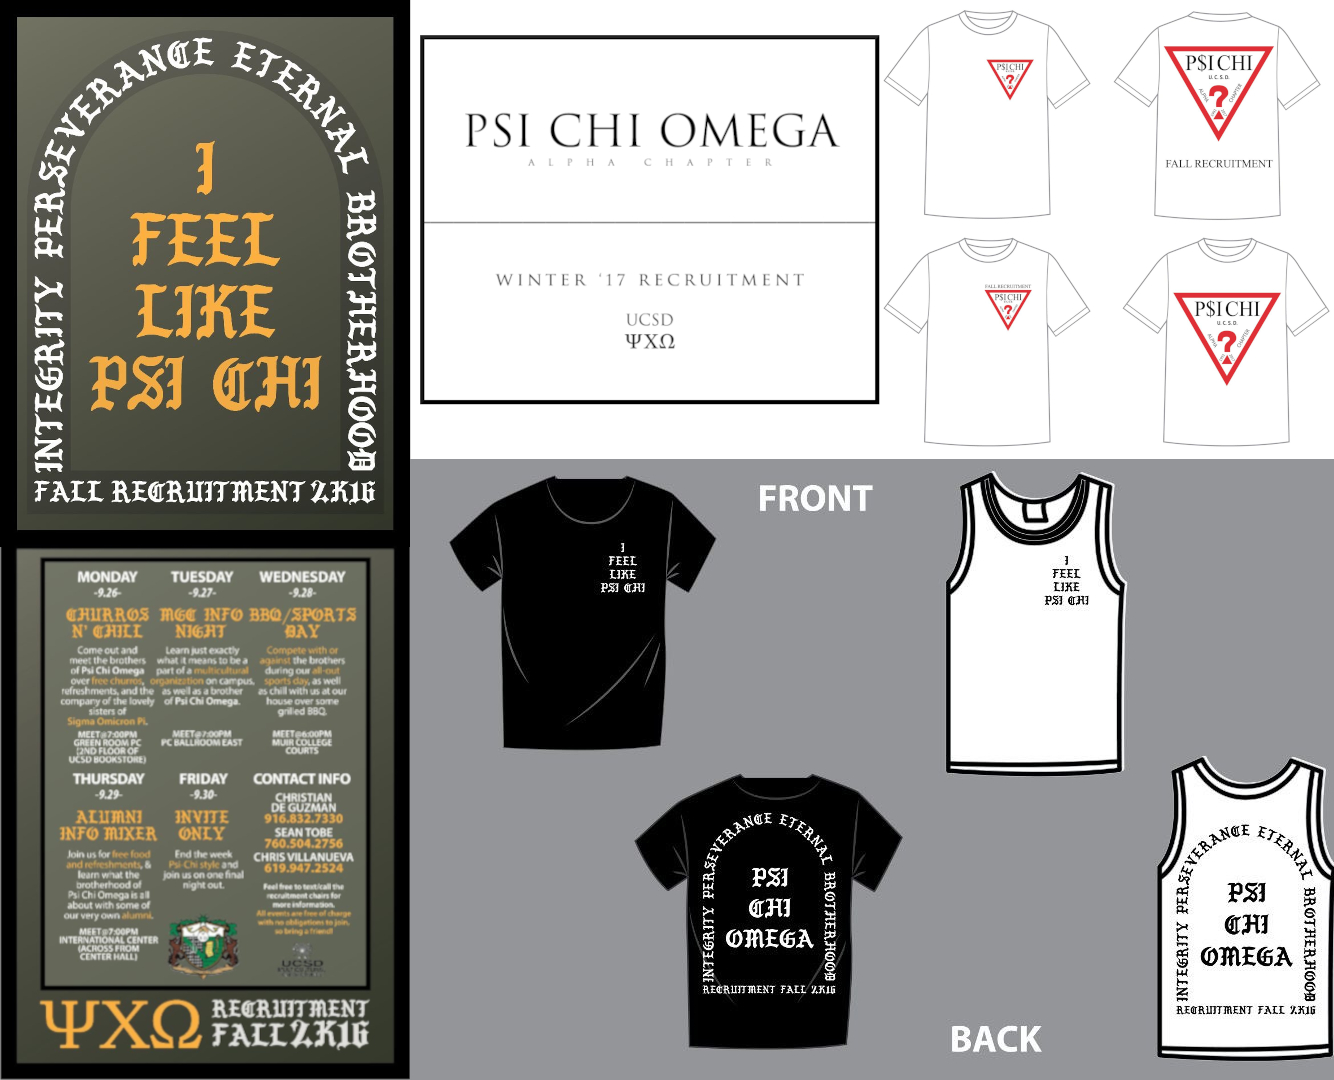 INTEGRITY PERSEVERANCE ETERNAL BROTHERHOOD
I
FEEL
LIKE
PSI CHI
FALL RECRUITMENT 2K16
MONDAY
-9.26-
CHURROS
N' CHILL
Come out and
meet the brothers
of Psi Chi Omega
over free churros,
refreshments, and the
company of the lovely
sisters of
Sigma Omicron Pi.
MEET@7:00PM
GREEN ROOM PC
(2ND FLOOR OF
UCSD BOOKSTORE)
TUESDAY
-9.27-
MGC INFO
NIGHT
Learn just exactly
what it means to be a
part of a multicultural
organization on campus,
as well as a brother
of Psi Chi Omega.
MEET@7:00PM
PC BALLROOM EAST
WEDNESDAY
-9.28-
BBQ/SPORTS
DAY
Compete with or
against the brothers
during our all-out
sports day, as well
as chill with us at our
house over some
grilled BBQ.
MEET@6:00PM
MUIR COLLEGE
COURTS
THURSDAY
-9.29-
ALUMNI
INFO MIXER
Join us for free food
and refreshments, &
learn what the
brotherhood of
Psi Chi Omega is all
about with some of
our very own alumni.
MEET@7:00PM
INTERNATIONAL CENTER
(ACROSS FROM
CENTER HALL)
FRIDAY
-9.30-
INVITE
ONLY
End the week
Psi Chi style and
join us on one final
night out.
CONTACT INFO
CHRISTIAN
DE GUZMAN
916.832.7330
SEAN TOBE
760.504.2756
CHRIS VILLANUEVA
619.947.2524
Feel free to text/call the
recruitment chairs for
more information.
All events are free of charge
with no obligations to join,
so bring a friend!
UCSD
ΨΧΩ
RECRUITMENT
FALL 2K16
PSI CHI OMEGA
ALPHA CHAPTER
WINTER '17 RECRUITMENT
UCSD
ΨΧΩ
P$I CHI
?
P$I CHI
U.C.S.D.
ALPHA ? CHAPTER
FALL RECRUITMENT
FALL RECRUITMENT
P$I CHI
?
P$I CHI
U.C.S.D.
ALPHA ? CHAPTER
FRONT
I
FEEL
LIKE
PSI CHI
I
FEEL
LIKE
PSI CHI
INTEGRITY PERSEVERANCE ETERNAL BROTHERHOOD
PSI
CHI
OMEGA
RECRUITMENT FALL 2K16
INTEGRITY PERSEVERANCE ETERNAL BROTHERHOOD
PSI
CHI
OMEGA
RECRUITMENT FALL 2K16
BACK